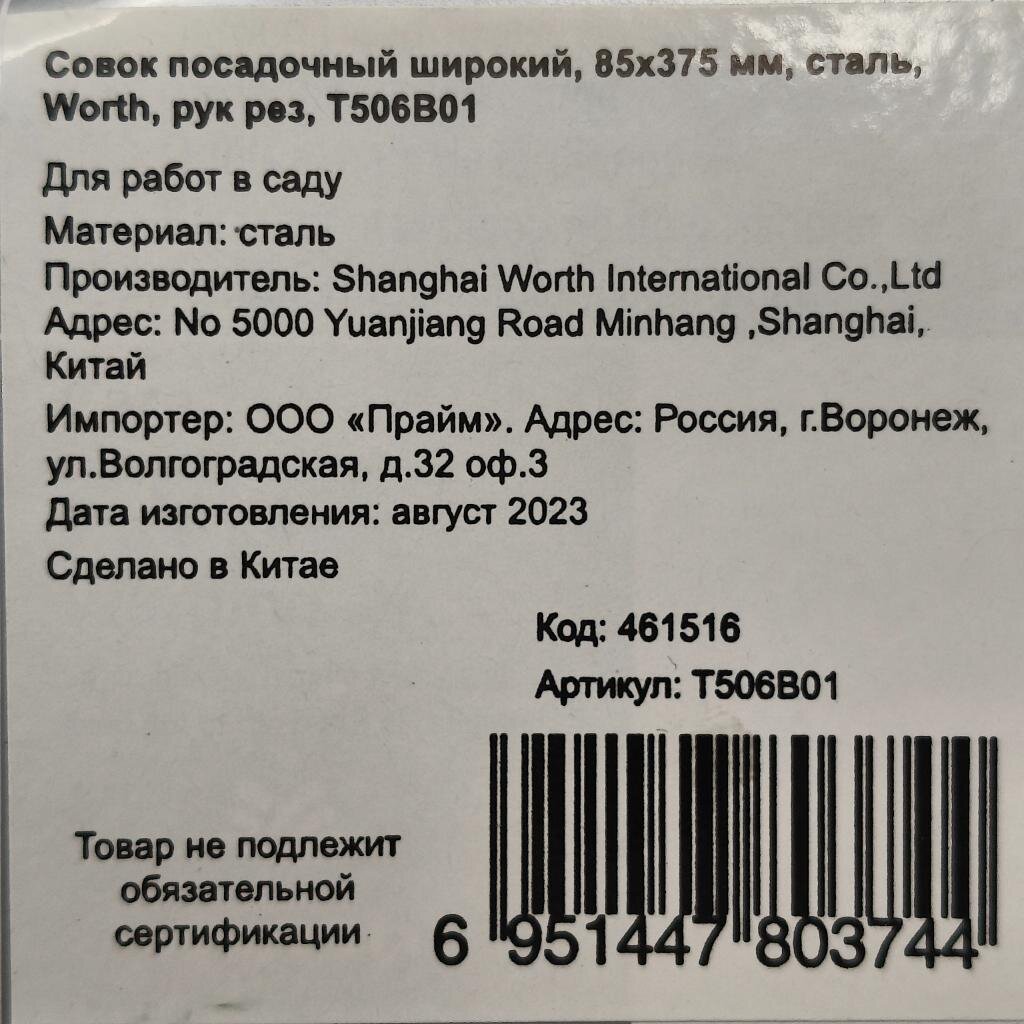 Совок посадочный широкий, 85х375 мм, сталь,
Worth, рук рез, T506B01
Для работ в саду
Материал: сталь
Производитель: Shanghai Worth International Co.,Ltd
Адрес: No 5000 Yuanjiang Road Minhang ,Shanghai,
Китай
Импортер: ООО «Прайм». Адрес: Россия, г.Воронеж,
ул.Волгоградская, д.32 оф.3
Дата изготовления: август 2023
Сделано в Китае
Код: 461516
Артикул: T506B01
Товар не подлежит
обязательной
сертификации
6 951447 803744